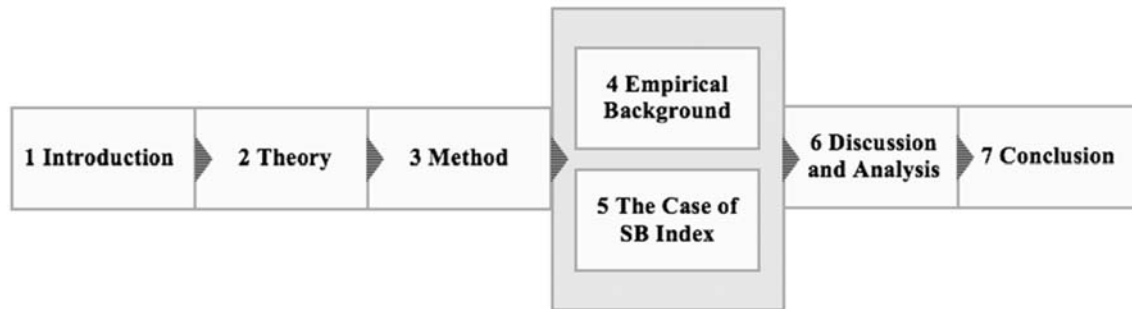 1 Introduction
2 Theory
3 Method
4 Empirical
Background
5 The Case of
SB Index
6 Discussion
and Analysis
7 Conclusion